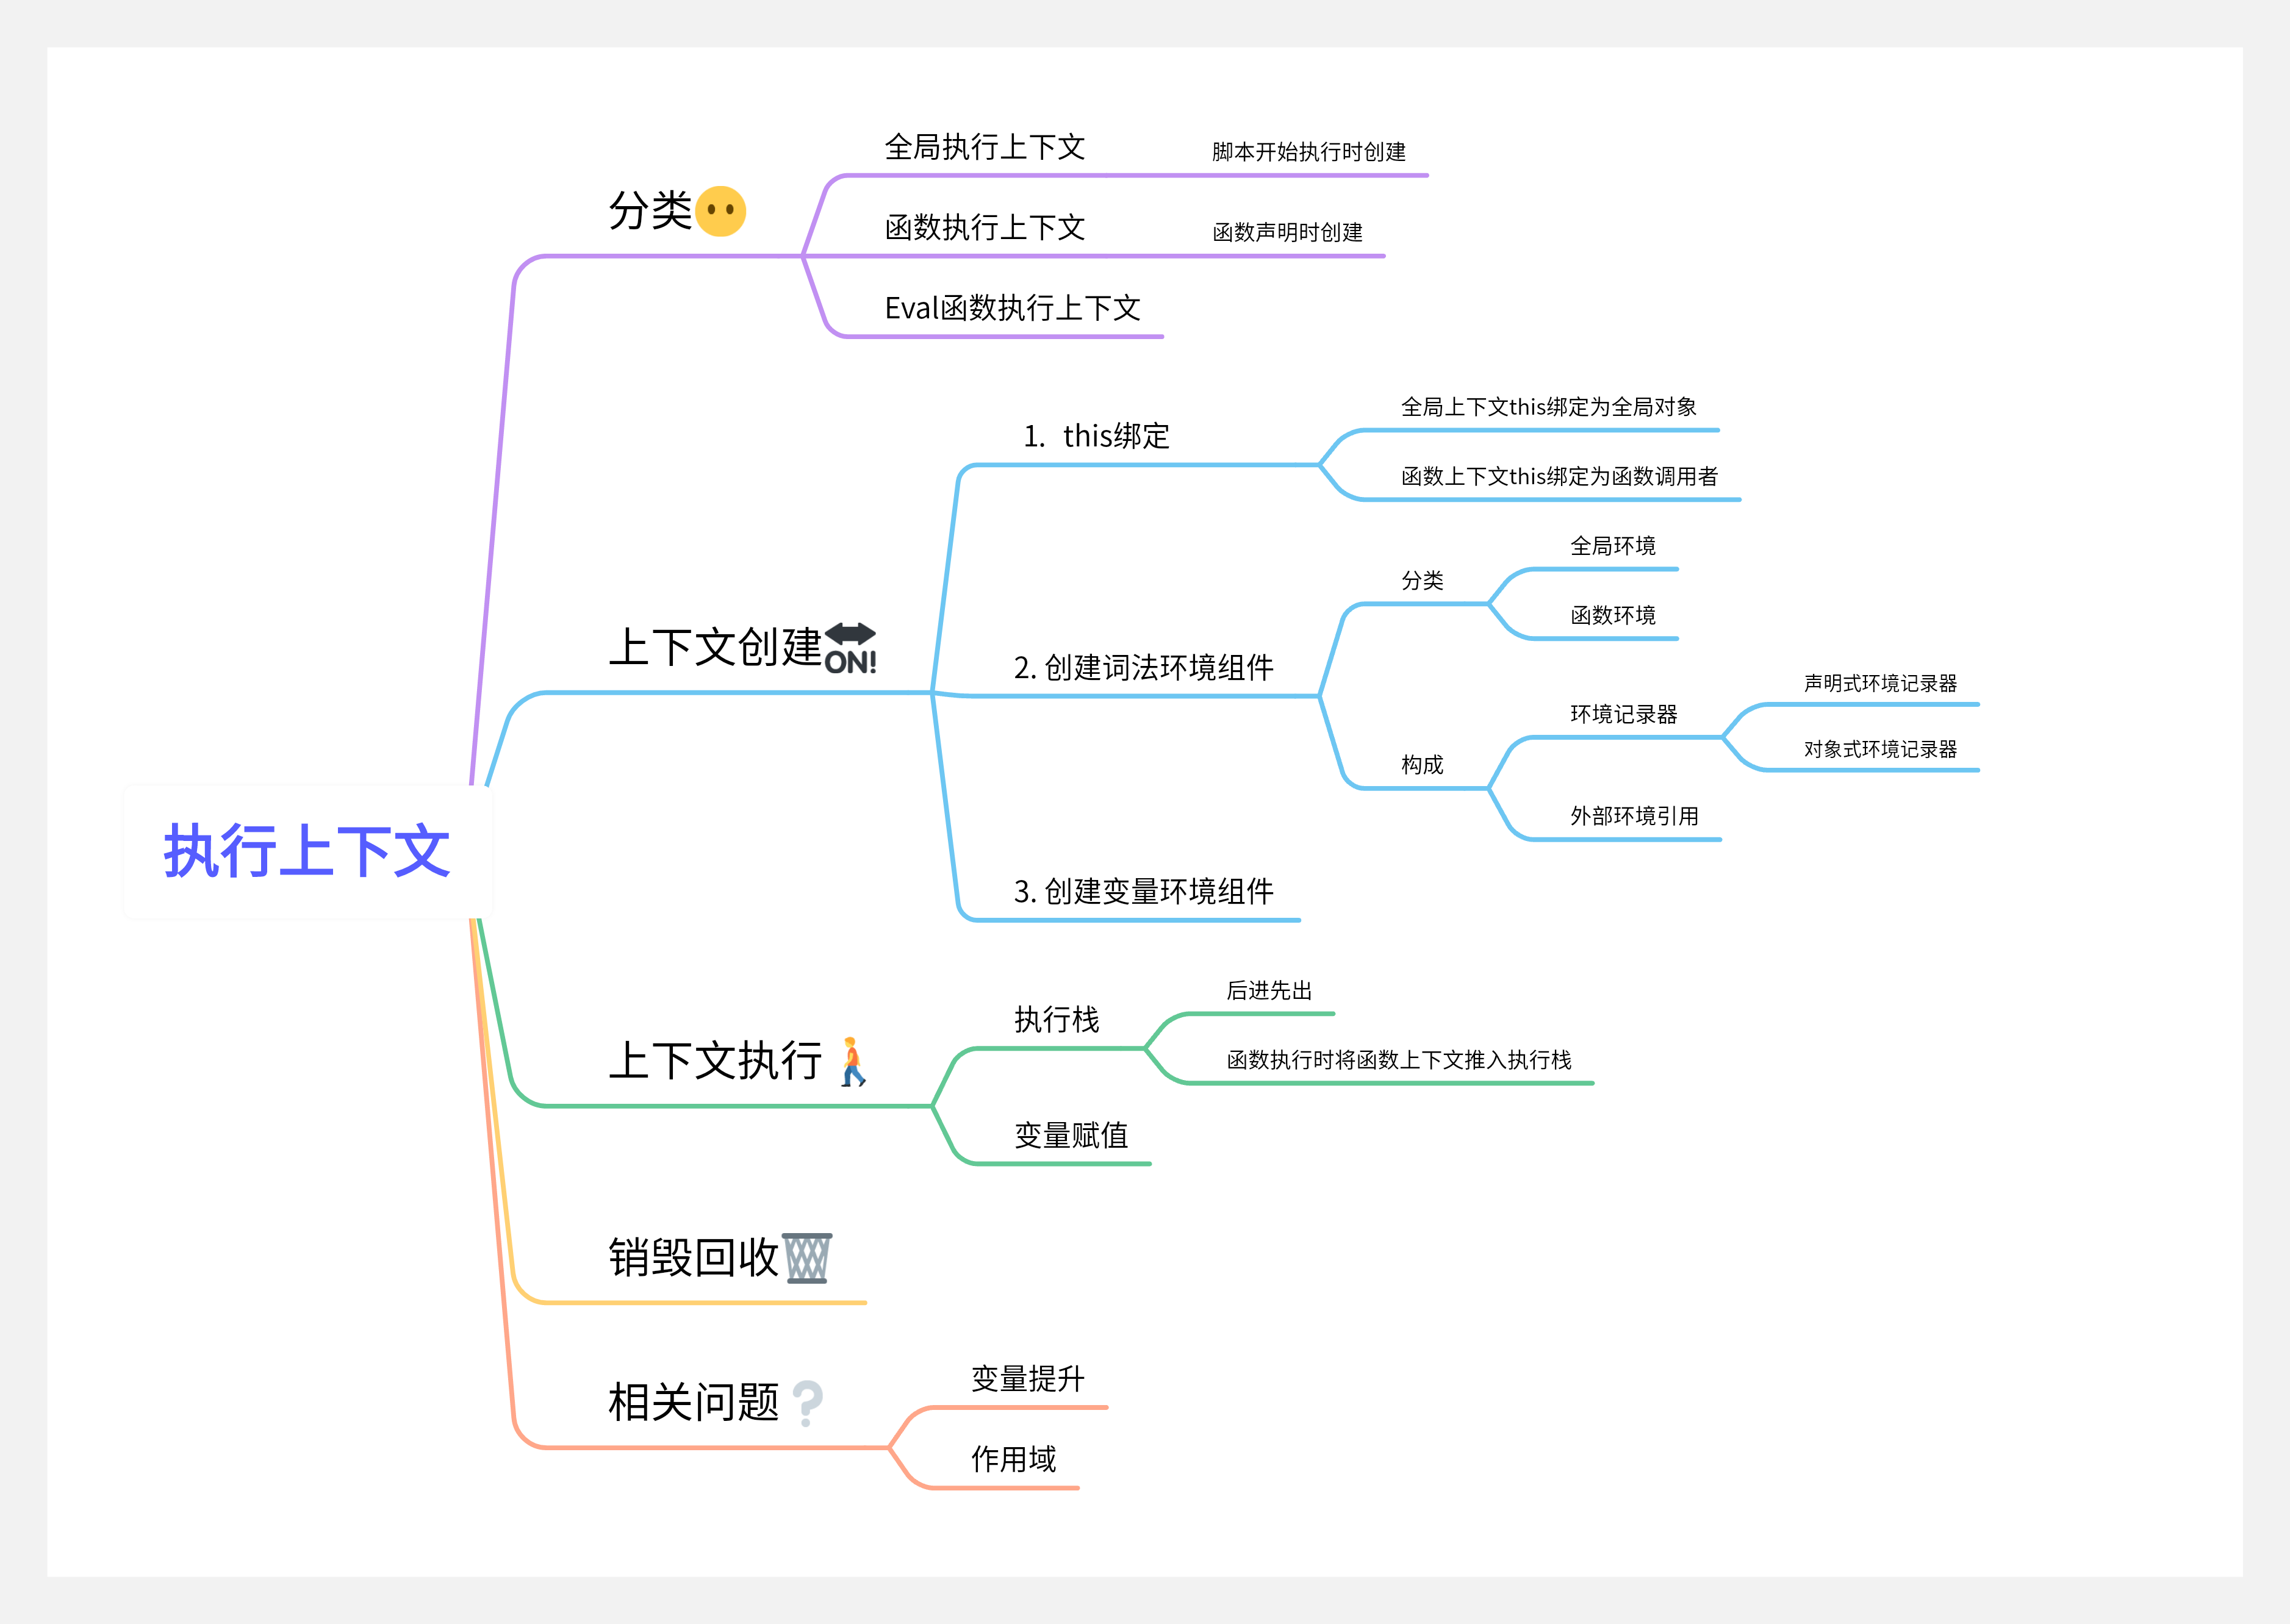 执行上下文
分类
全局执行上下文
脚本开始执行时创建
函数执行上下文
函数声明时创建
Eval函数执行上下文
上下文创建
ON!
1. this绑定
全局上下文this绑定为全局对象
函数上下文this绑定为函数调用者
2. 创建词法环境组件
分类
全局环境
函数环境
构成
环境记录器
声明式环境记录器
对象式环境记录器
外部环境引用
3. 创建变量环境组件
上下文执行
执行栈
后进先出
函数执行时将函数上下文推入执行栈
变量赋值
销毁回收
相关问题❔
变量提升
作用域